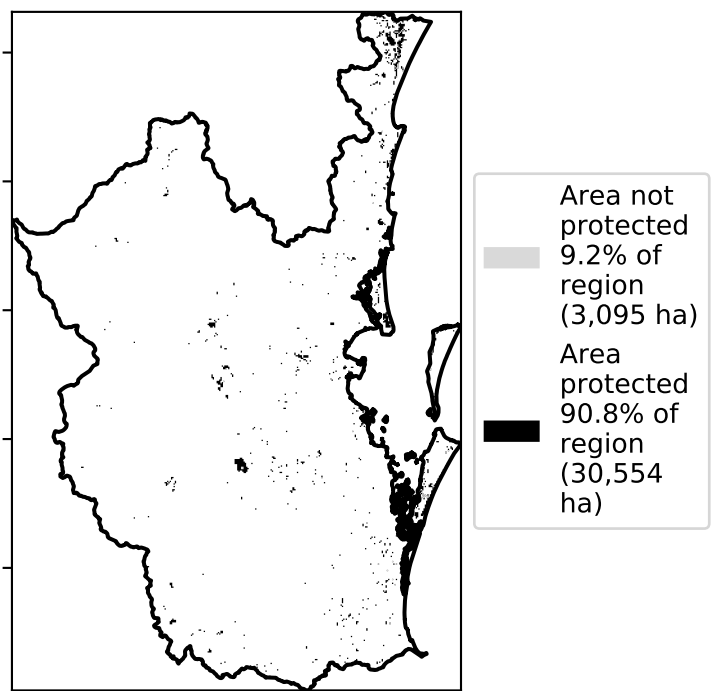 Area not
protected
9.2% of
region
(3,095 ha)
Area
protected
90.8% of
region
(30,554
ha)